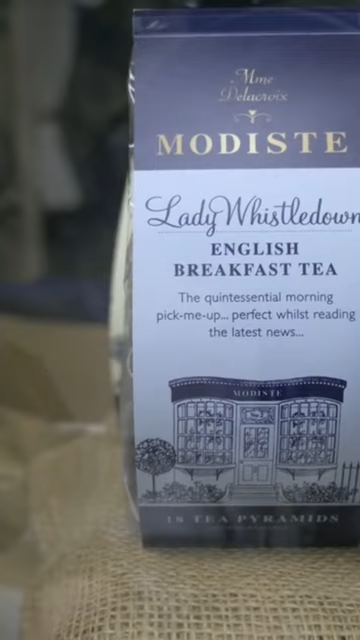 Mme
Delacroix
MODISTE
Lady Whistledown
ENGLISH
BREAKFAST TEA
The quintessential morning
pick-me-up... perfect whilst reading
the latest news...
MODISTE
18 TEA PYRAMIDS